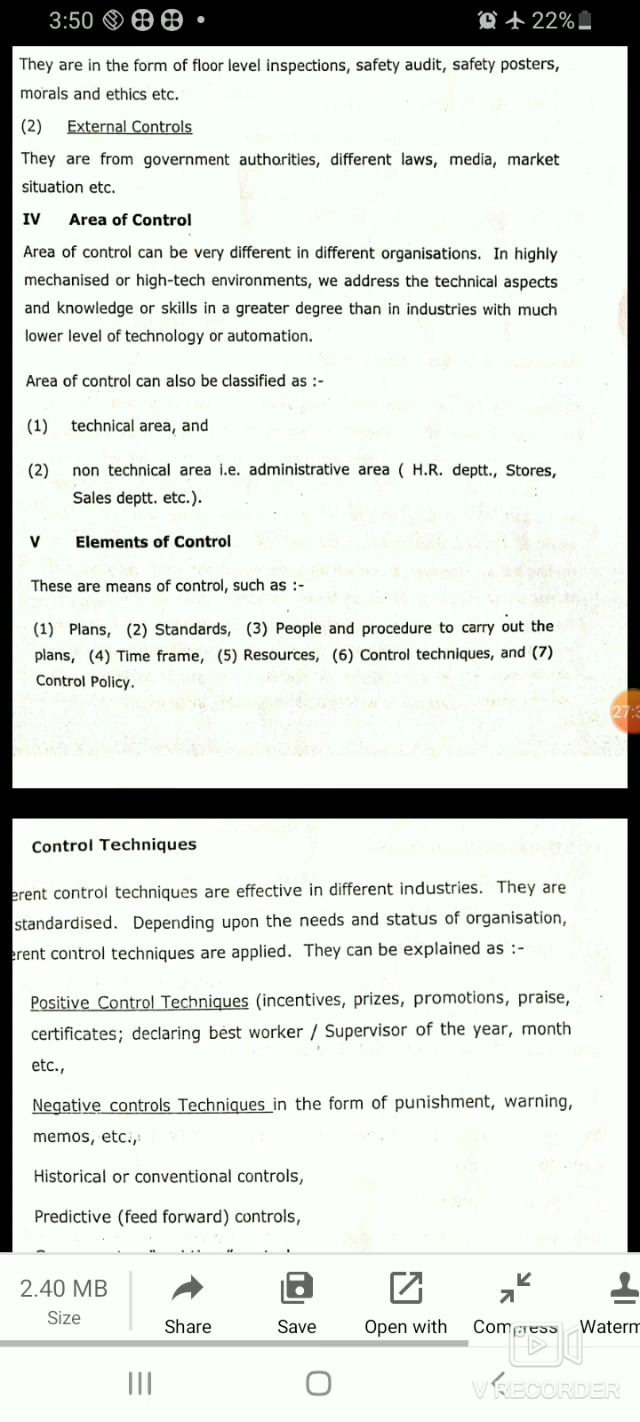 3:50
22%
They are in the form of floor level inspections, safety audit, safety posters,
morals and ethics etc.
(2) External Controls
They are from government authorities, different laws, media, market
situation etc.
IV Area of Control
Area of control can be very different in different organisations. In highly
mechanised or high-tech environments, we address the technical aspects
and knowledge or skills in a greater degree than in industries with much
lower level of technology or automation.
Area of control can also be classified as :-
(1) technical area, and
(2) non technical area i.e. administrative area ( H.R. deptt., Stores,
Sales deptt. etc.).
V Elements of Control
These are means of control, such as :-
(1) Plans, (2) Standards, (3) People and procedure to carry out the
plans, (4) Time frame, (5) Resources, (6) Control techniques, and (7)
Control Policy.
27:3
Control Techniques
erent control techniques are effective in different industries. They are
standardised. Depending upon the needs and status of organisation,
erent control techniques are applied. They can be explained as :-
Positive Control Techniques (incentives, prizes, promotions, praise,
certificates; declaring best worker / Supervisor of the year, month
etc.,
Negative controls Techniques in the form of punishment, warning,
memos, etc.,
Historical or conventional controls,
Predictive (feed forward) controls,
2.40 MB
Size
Share
Save
Open with
Compress
Waterm
V RECORDER